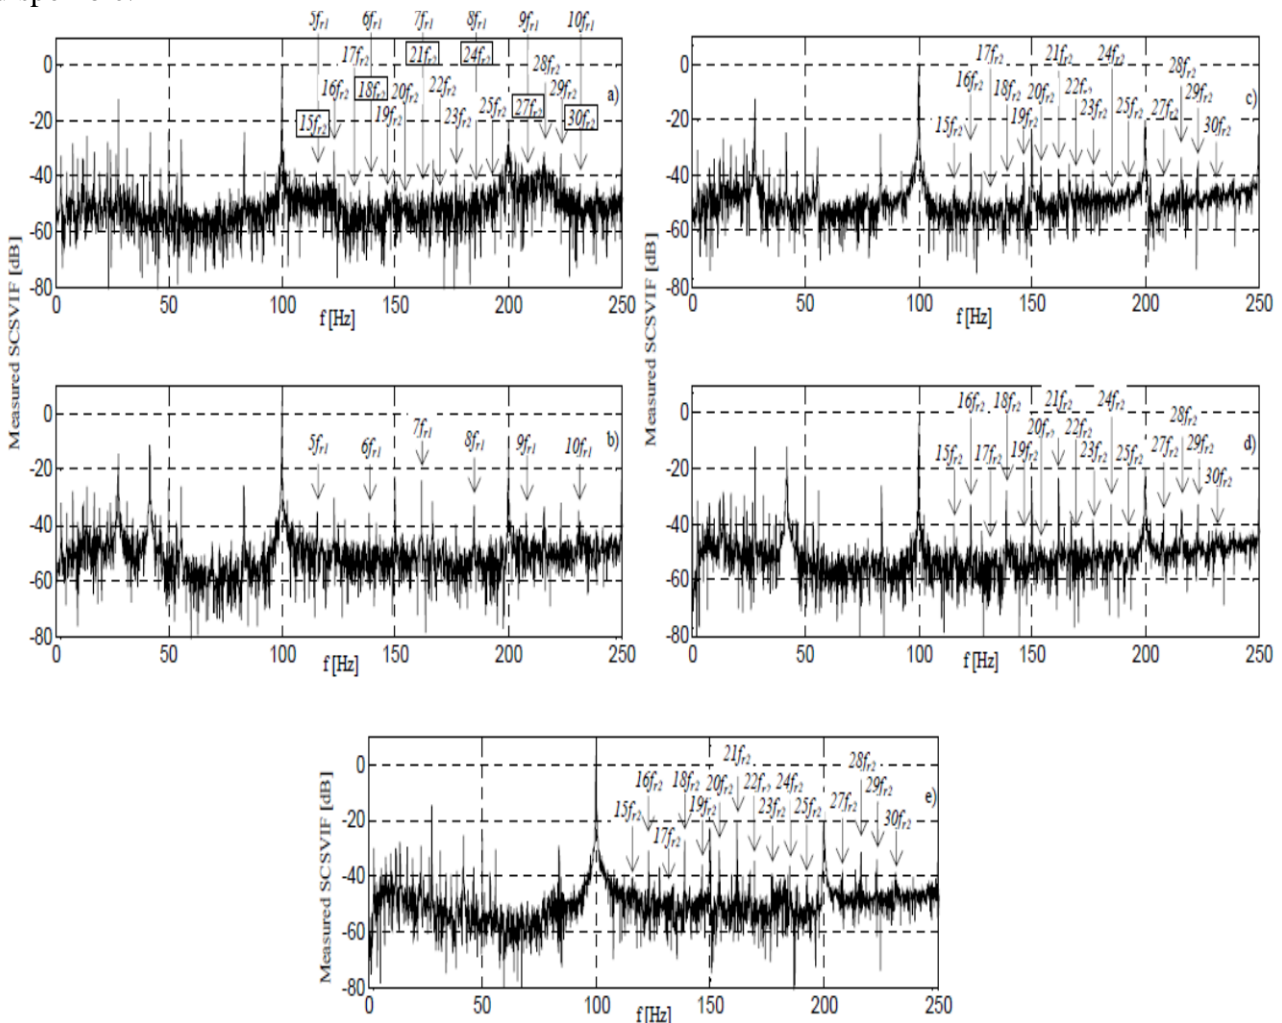 5fr1 6fr1 7fr1 8fr1 9fr1 10fr1
17fr2 21fr2 24fr2 28fr2
16fr2 18fr2 20fr2 22fr2 29fr2 a)
15fr2 19fr2 23fr2 25fr2 27fr2 30fr2
0
-20
-40
-60
-80
0 50 100 150 200 250
f [Hz]
17fr2 21fr2 24fr2 28fr2
16fr2 18fr2 20fr2 22fr2 29fr2 c)
15fr2 19fr2 23fr2 25fr2 27fr2 30fr2
0
-20
-40
-60
-80
0 50 100 150 200 250
f [Hz]
Measured SCSVIF [dB]
Measured SCSVIF [dB]
7fr1
5fr1 6fr1 8fr1 9fr1 10fr1 b)
0
-20
-40
-60
-80
0 50 100 150 200 250
f [Hz]
16fr2 18fr2 21fr2 24fr2 28fr2
20fr2 22fr2
15fr2 17fr2 19fr2 23fr2 25fr2 27fr2 29fr2 d)
30fr2
0
-20
-40
-60
-80
0 50 100 150 200 250
f [Hz]
21fr2 28fr2
16fr2 18fr2 20fr2 22fr2 24fr2 29fr2 e)
15fr2 17fr2 19fr2 23fr2 25fr2 27fr2 30fr2
0
-20
-40
-60
-80
0 50 100 150 200 250
f [Hz]
Measured SCSVIF [dB]